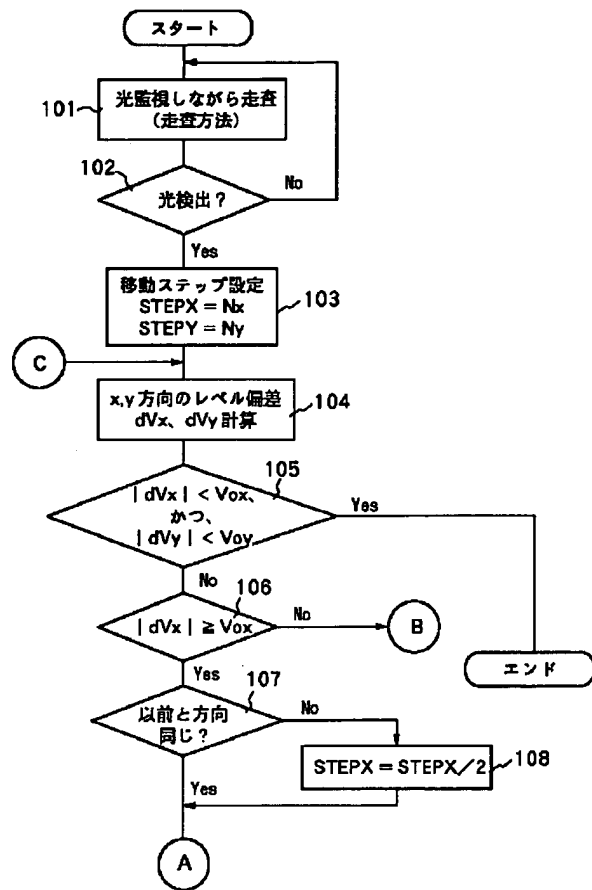 スタート
101
光監視しながら走査
(走査方法)
102
光検出？
No
Yes
移動ステップ設定
STEPX = Nx
STEPY = Ny
103
C
x,y 方向のレベル偏差
dVx、dVy 計算
104
105
| dVx | < Vox、
かつ、
| dVy | < Voy
Yes
No
106
| dVx | ≧ Vox
No
B
Yes
エンド
107
以前と方向
同じ？
No
STEPX = STEPX／2
108
Yes
A